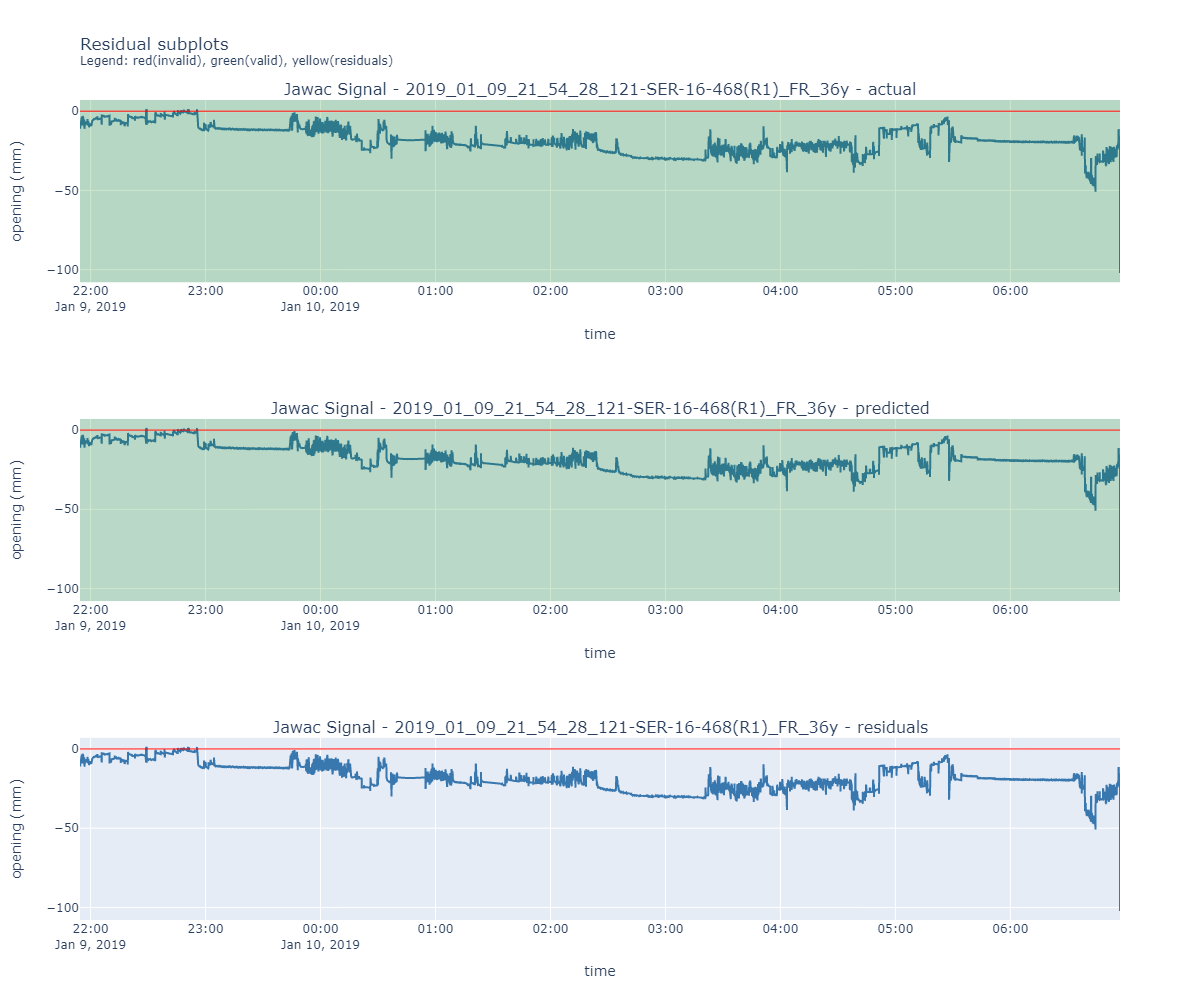 Residual subplots
Legend: red(invalid), green(valid), yellow(residuals)
Jawac Signal - 2019_01_09_21_54_28_121-SER-16-468(R1)_FR_36y - actual
0
−50
−100
opening (mm)
22:00 23:00 00:00 01:00 02:00 03:00 04:00 05:00 06:00
Jan 9, 2019 Jan 10, 2019
time
Jawac Signal - 2019_01_09_21_54_28_121-SER-16-468(R1)_FR_36y - predicted
0
−50
−100
opening (mm)
22:00 23:00 00:00 01:00 02:00 03:00 04:00 05:00 06:00
Jan 9, 2019 Jan 10, 2019
time
Jawac Signal - 2019_01_09_21_54_28_121-SER-16-468(R1)_FR_36y - residuals
0
−50
−100
opening (mm)
22:00 23:00 00:00 01:00 02:00 03:00 04:00 05:00 06:00
Jan 9, 2019 Jan 10, 2019
time